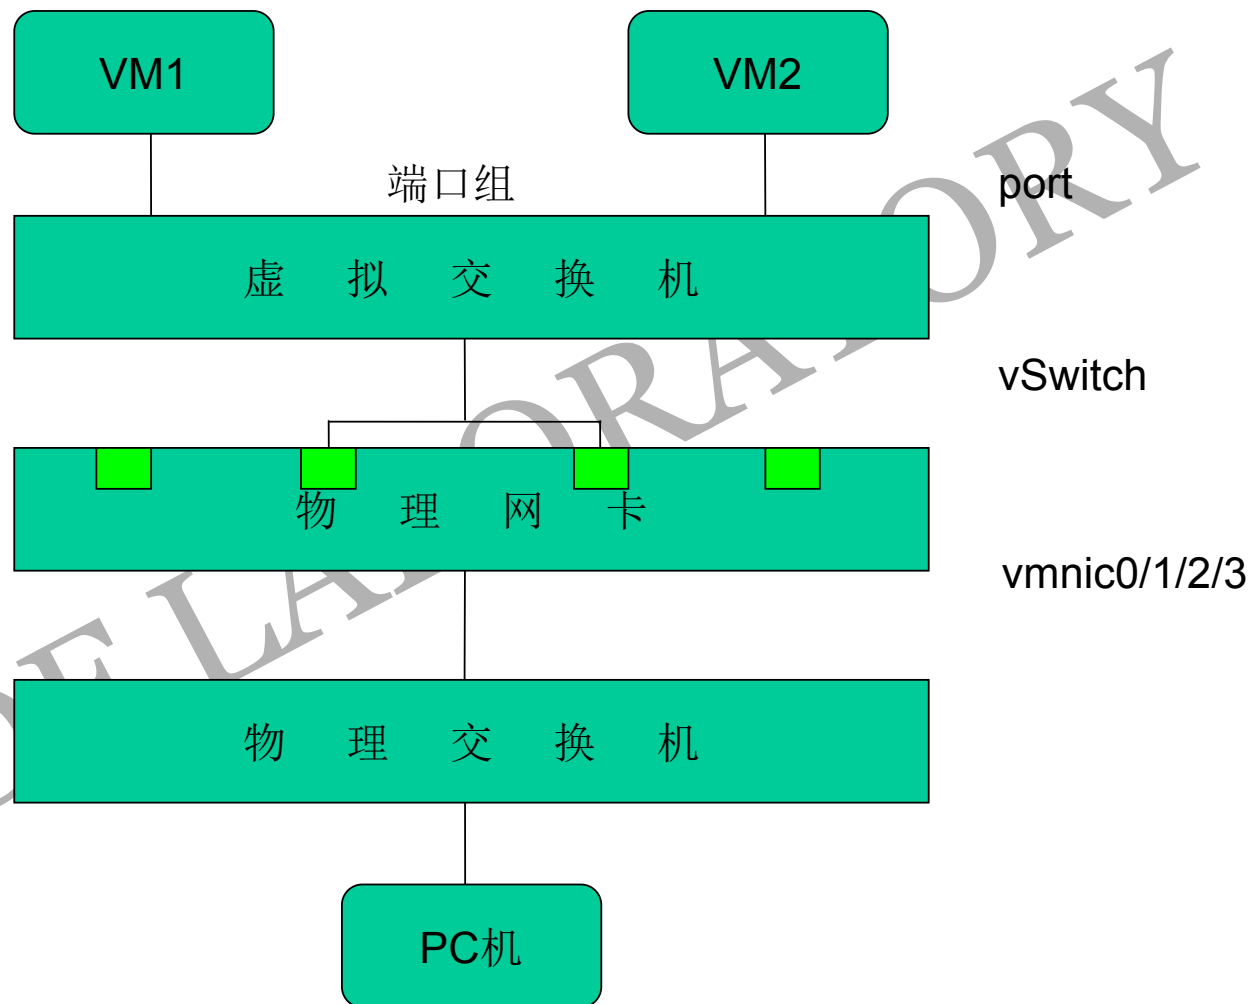 VM1
VM2
端口组
port
虚 拟 交 换 机
vSwitch
物 理 网 卡
vmnic0/1/2/3
物 理 交 换 机
PC机